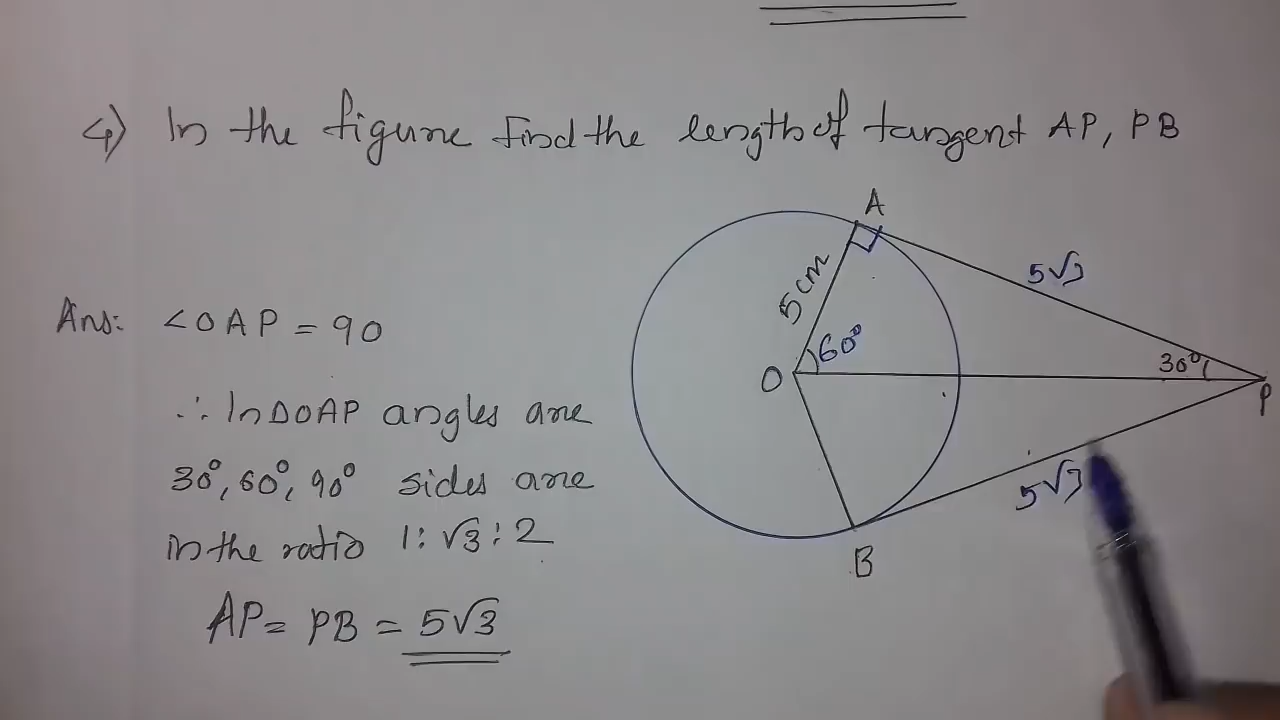 4) In the figure find the length of tangent AP, PB
A
5√3
5cm
60°
30°
O
P
5√3
B
Ans: ∠OAP = 90
∴ In △OAP angles are
30°, 60°, 90° sides are
in the ratio 1:√3:2
AP = PB = 5√3